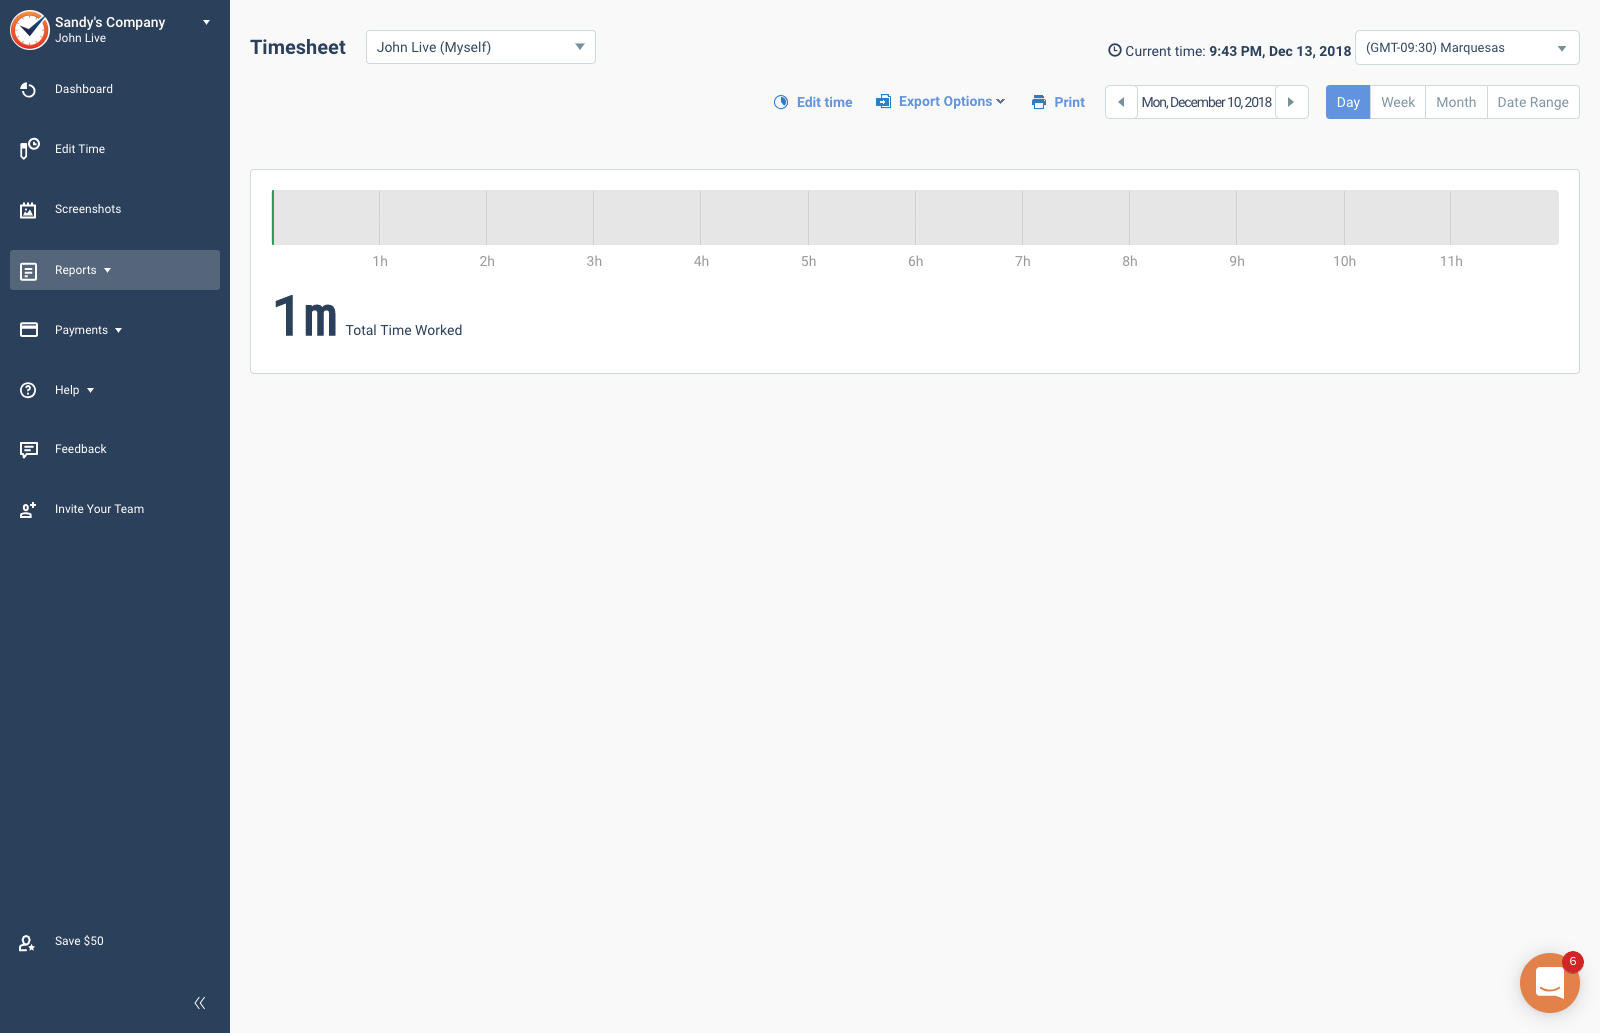 Sandy's Company
John Live
Dashboard
Edit Time
Screenshots
Reports
Payments
Help
Feedback
Invite Your Team
Save $50
Timesheet
John Live (Myself)
Current time: 9:43 PM, Dec 13, 2018
(GMT-09:30) Marquesas
Edit time
Export Options
Print
Mon, December 10, 2018
Day
Week
Month
Date Range
1h 2h 3h 4h 5h 6h 7h 8h 9h 10h 11h
1m Total Time Worked
6